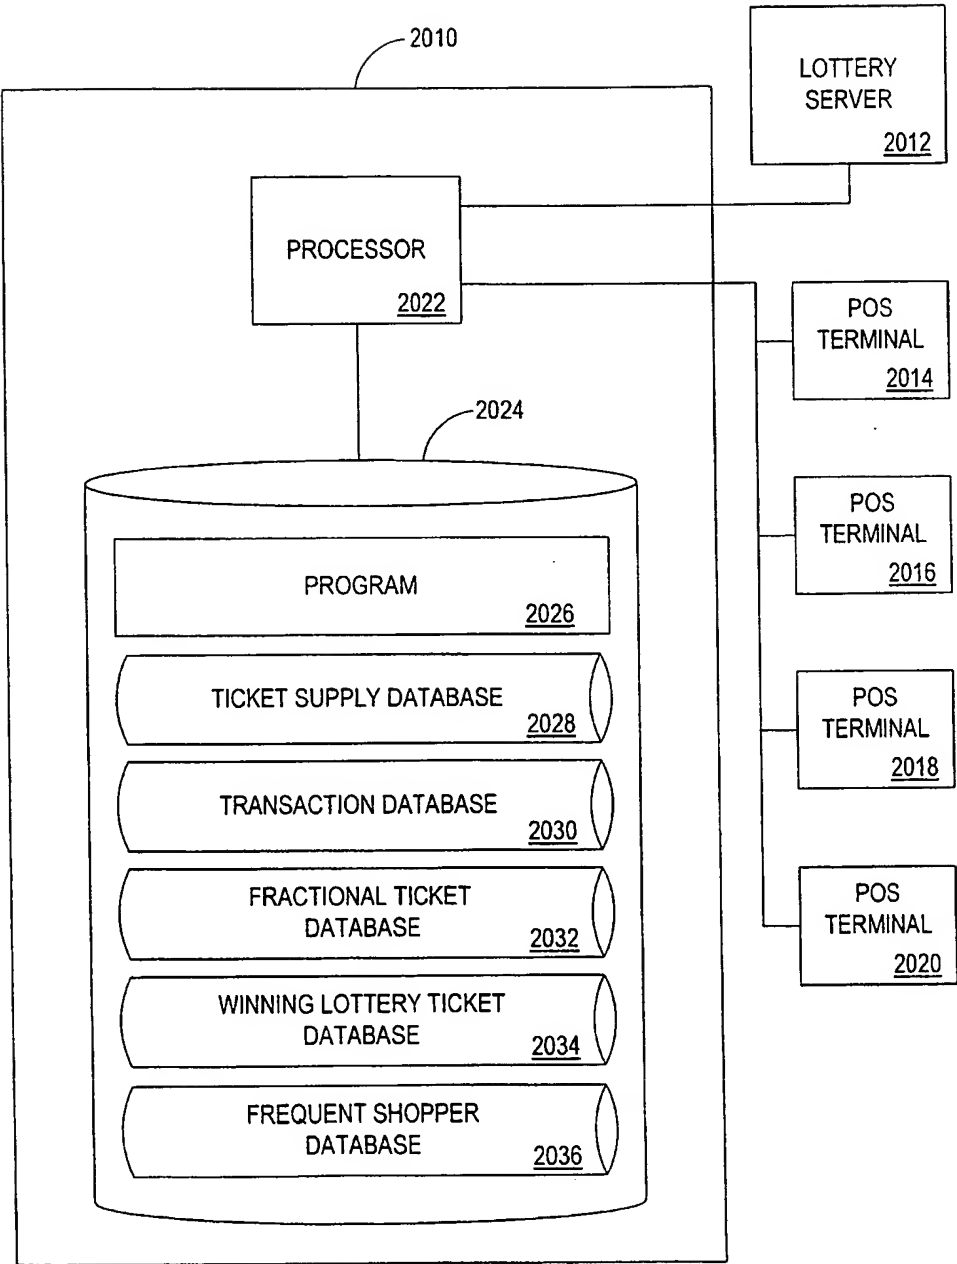 2010
LOTTERY
SERVER
2012
PROCESSOR
2022
POS
TERMINAL
2014
2024
POS
TERMINAL
2016
PROGRAM
2026
TICKET SUPPLY DATABASE
2028
POS
TERMINAL
2018
TRANSACTION DATABASE
2030
FRACTIONAL TICKET
DATABASE
2032
POS
TERMINAL
2020
WINNING LOTTERY TICKET
DATABASE
2034
FREQUENT SHOPPER
DATABASE
2036